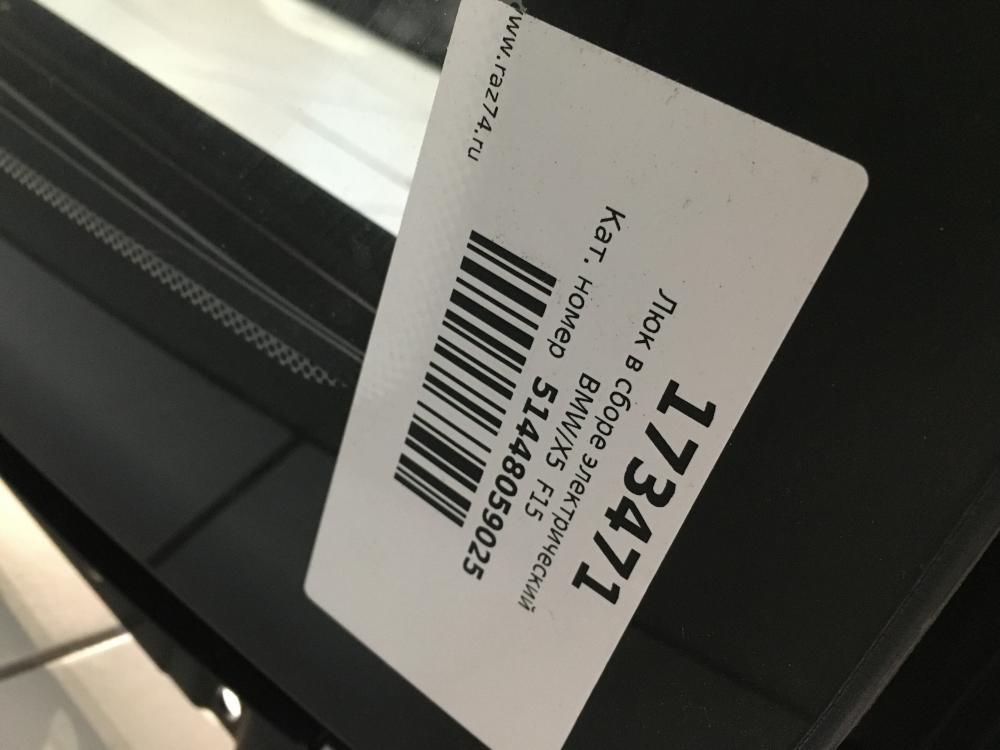 173471
Люк в сборе электрический
BMW/X5 F15
Кат. номер 51448059025
www.raz74.ru